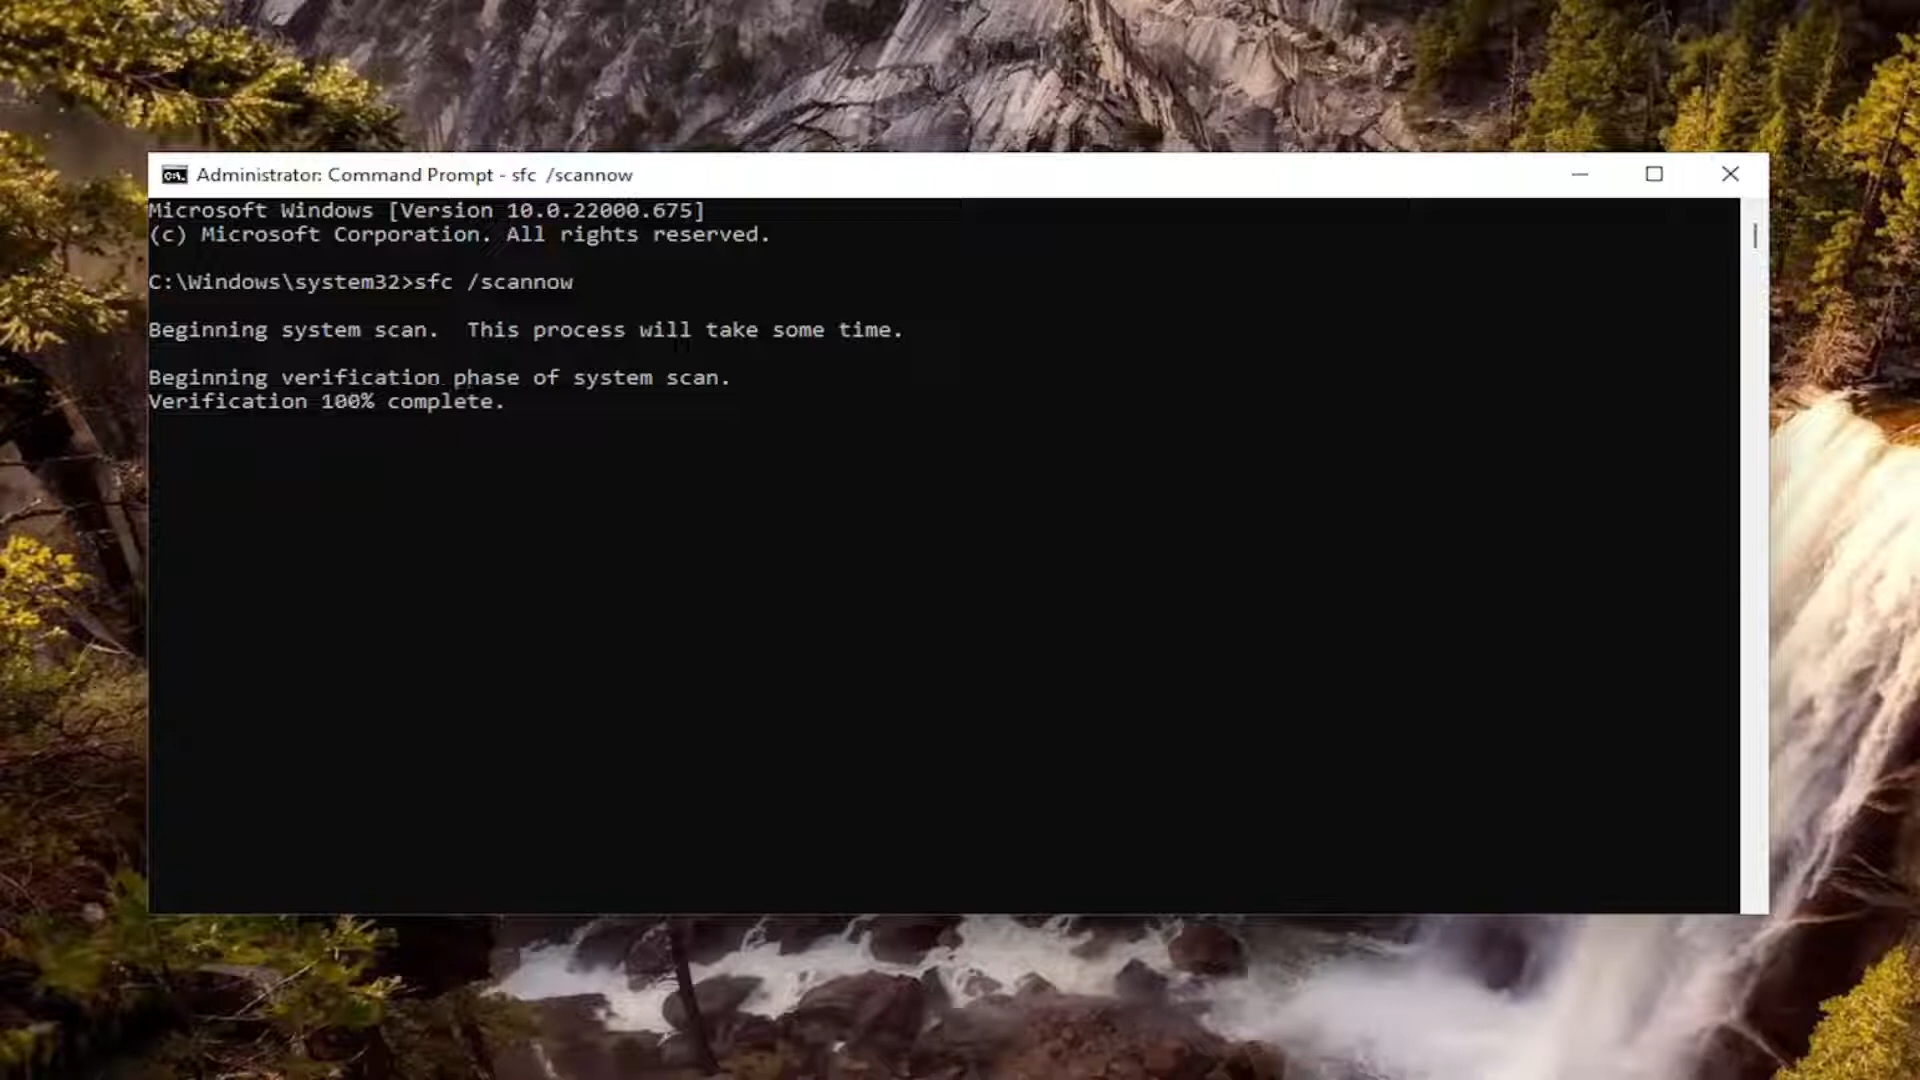 Administrator: Command Prompt - sfc /scannow
Microsoft Windows [Version 10.0.22000.675]
(c) Microsoft Corporation. All rights reserved.
C:\Windows\system32>sfc /scannow
Beginning system scan.  This process will take some time.
Beginning verification phase of system scan.
Verification 100% complete.